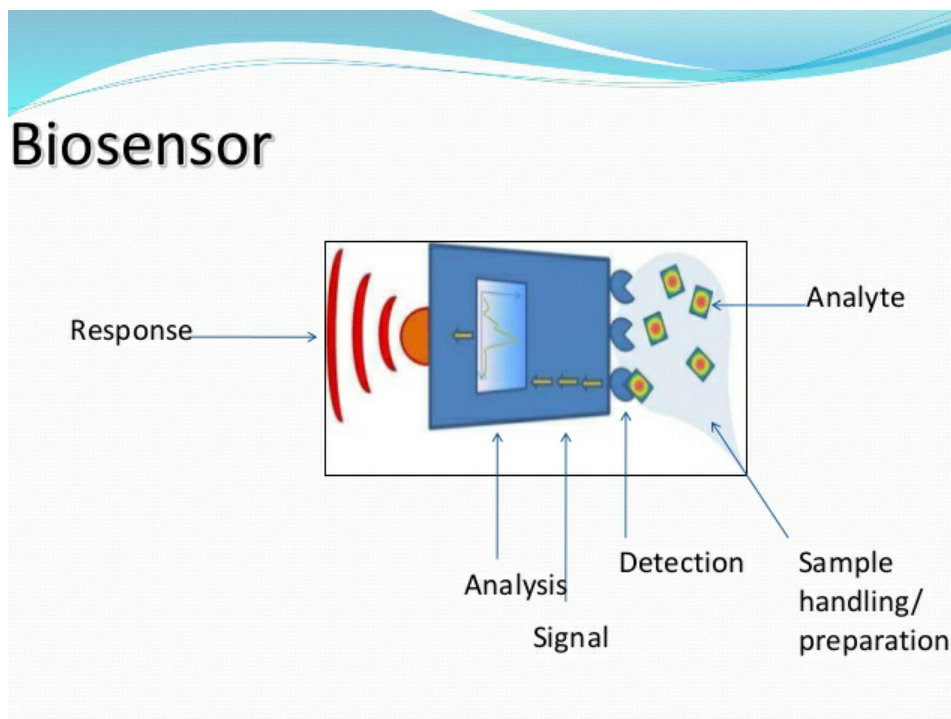 Biosensor
Response
Analyte
Analysis
Signal
Detection
Sample
handling/
preparation